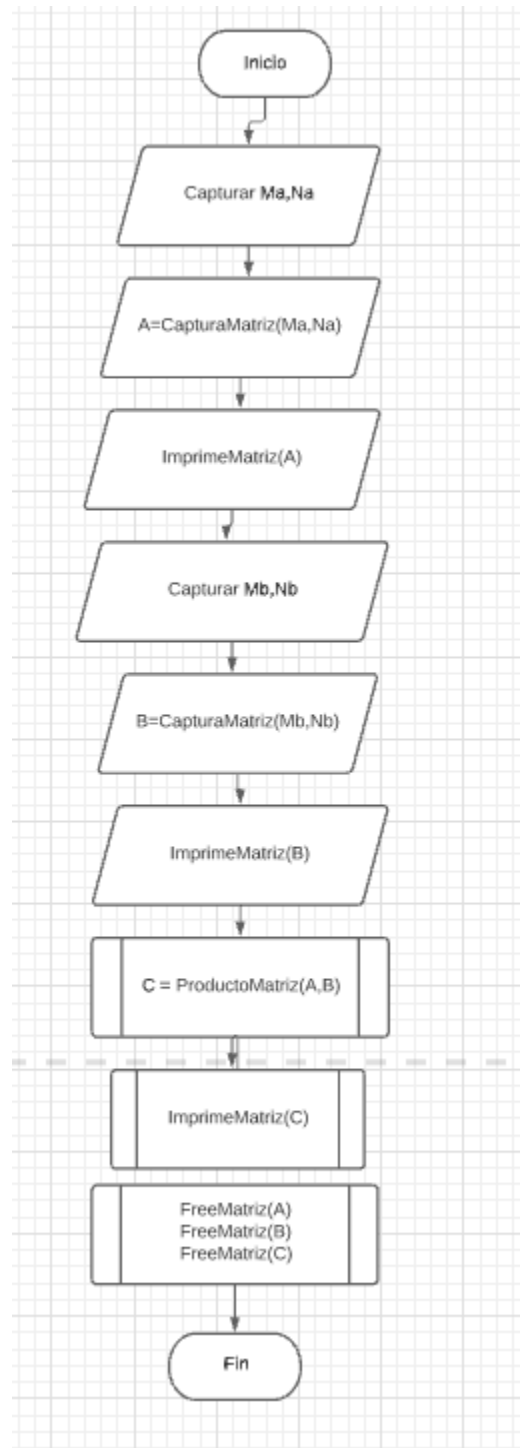 Inicio
Capturar Ma,Na
A=CapturaMatriz(Ma,Na)
ImprimeMatriz(A)
Capturar Mb,Nb
B=CapturaMatriz(Mb,Nb)
ImprimeMatriz(B)
C = ProductoMatriz(A,B)
ImprimeMatriz(C)
FreeMatriz(A)
FreeMatriz(B)
FreeMatriz(C)
Fin